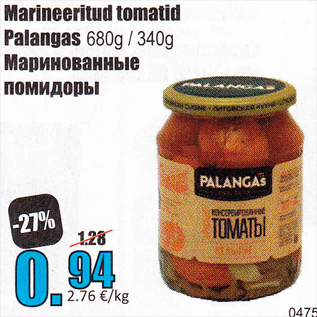 Marineeritud tomatid
Palangas 680g / 340g
Маринованные
помидоры
PALANGAS
PALANGAs
КОНСЕРВИРОВАННЫЕ
ТОМАТЫ
-27%
1.28
0.94
2.76 €/kg
0475